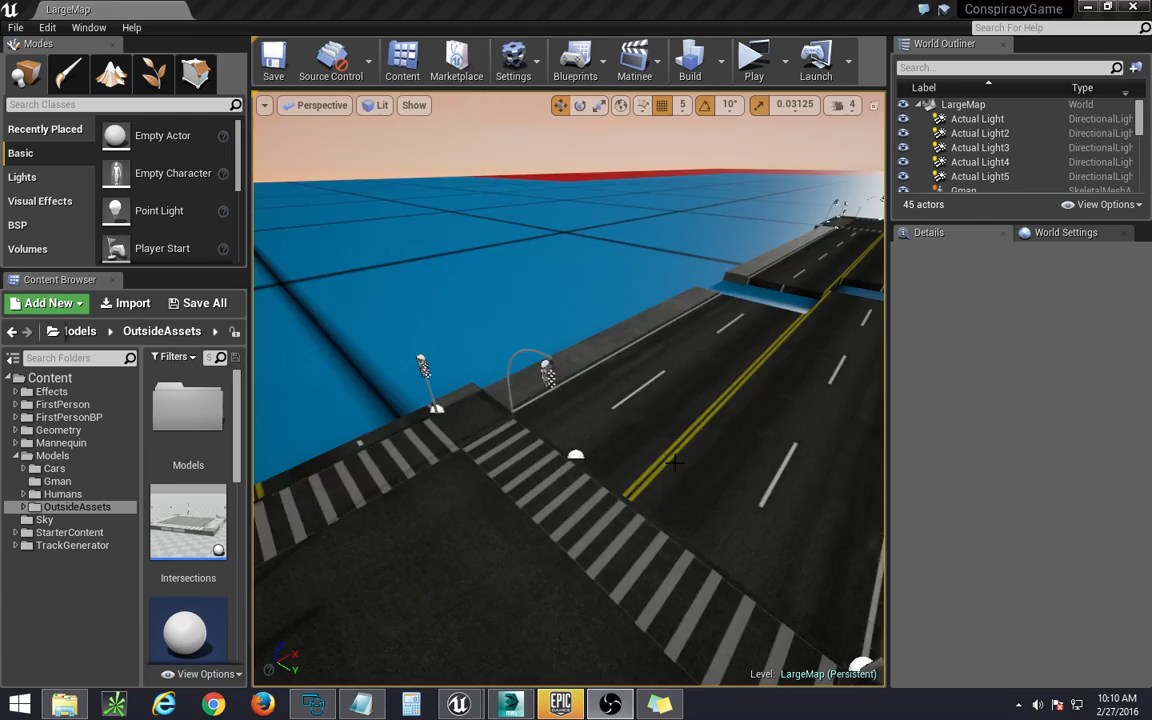 LargeMap
ConspiracyGame
File Edit Window Help
Search For Help
Modes
Search Classes
Recently Placed
Basic
Lights
Visual Effects
BSP
Volumes
Empty Actor
Empty Character
Point Light
Player Start
Save
Source Control
Content
Marketplace
Settings
Blueprints
Matinee
Build
Play
Launch
Perspective
Lit
Show
5
10°
0.03125
4
World Outliner
Search...
Label
Type
LargeMap World
Actual Light DirectionalLigh
Actual Light2 DirectionalLigh
Actual Light3 DirectionalLigh
Actual Light4 DirectionalLigh
Actual Light5 DirectionalLigh
Gman SkeletalMeshA
45 actors
View Options
Details
World Settings
Content Browser
Add New
Import
Save All
odels
OutsideAssets
Search Folders
Filters
Content
Effects
FirstPerson
FirstPersonBP
Geometry
Mannequin
Models
Cars
Gman
Humans
OutsideAssets
Sky
StarterContent
TrackGenerator
Models
Intersections
View Options
X
Y
Level: LargeMap (Persistent)
EPIC
GAMES
10:10 AM
2/27/2016